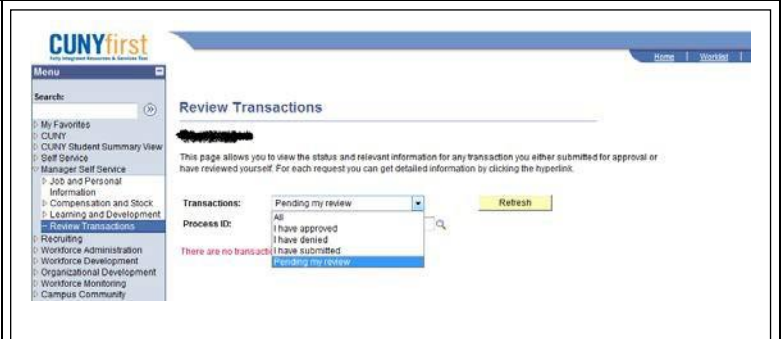 CUNYfirst
Fully Integrated Resources & Services Tool
Home | Worklist |
Menu
Search:
My Favorites
CUNY
CUNY Student Summary View
Self Service
Manager Self Service
Job and Personal
Information
Compensation and Stock
Learning and Development
Review Transactions
Recruiting
Workforce Administration
Workforce Development
Organizational Development
Workforce Monitoring
Campus Community
Review Transactions
This page allows you to view the status and relevant information for any transaction you either submitted for approval or
have reviewed yourself. For each request you can get detailed information by clicking the hyperlink.
Transactions: Pending my review Refresh
Process ID:
All
I have approved
I have denied
I have submitted
Pending my review
There are no